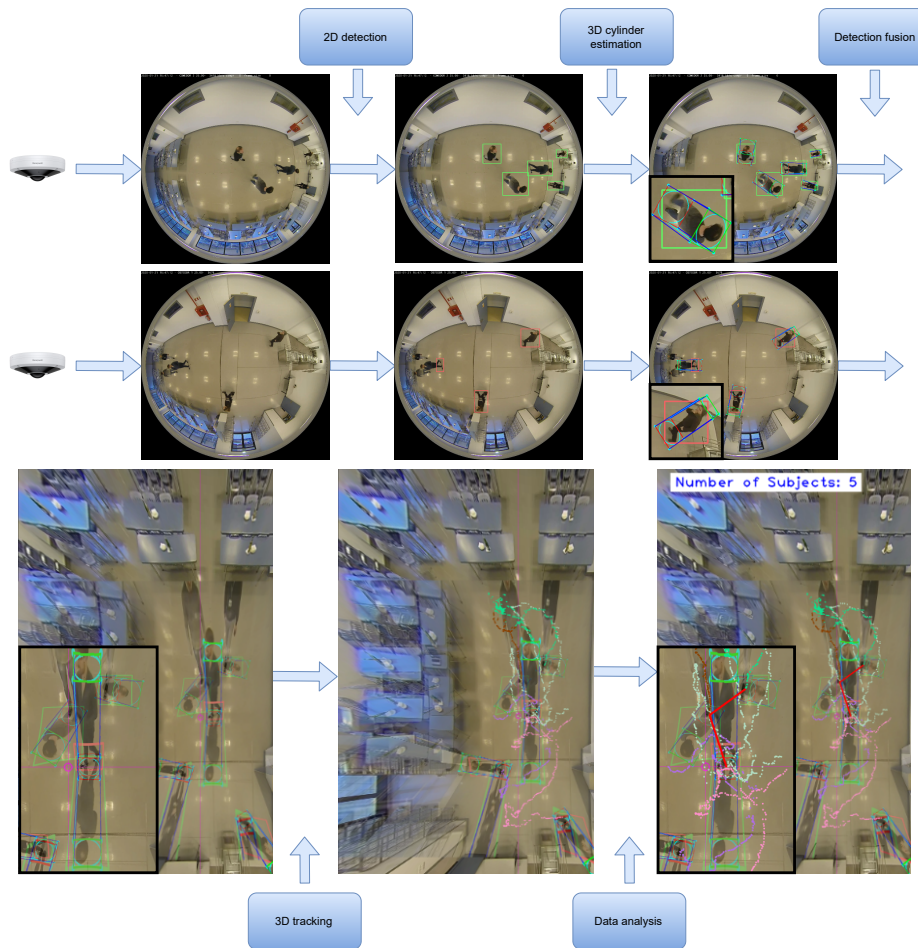 2D detection
3D cylinder
estimation
Detection fusion
Number of Subjects: 5
3D tracking
Data analysis